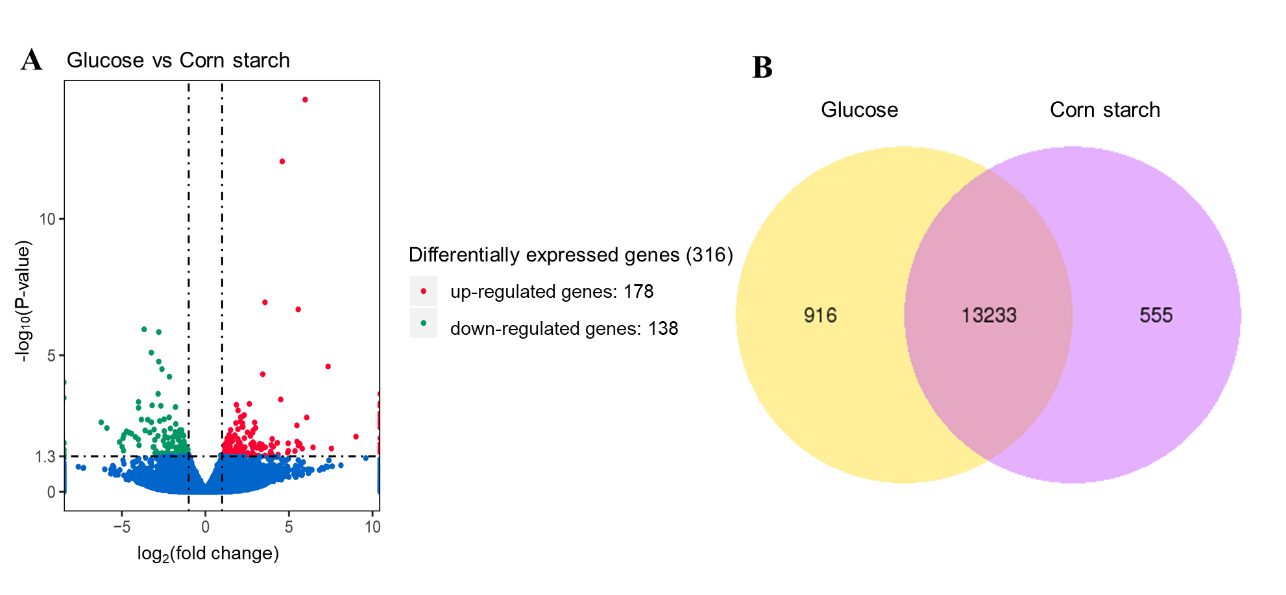 A Glucose vs Corn starch
10
5
1.3
0
-log10(P-value)
−5 0 5 10
log2(fold change)
Differentially expressed genes (316)
up-regulated genes: 178
down-regulated genes: 138
B
Glucose Corn starch
916 13233 555